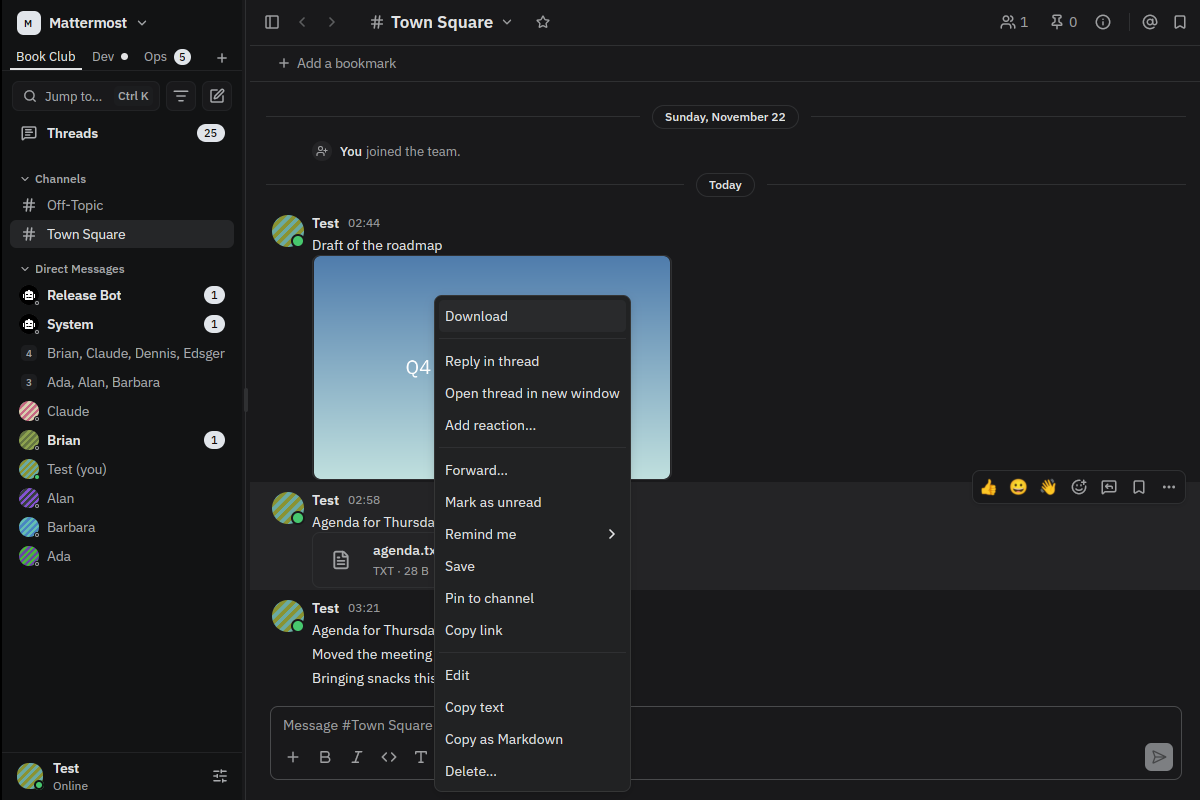 M Mattermost
Book Club Dev Ops 5
Jump to... Ctrl K
Threads 25
Channels
Off-Topic
Town Square
Direct Messages
Release Bot 1
System 1
4 Brian, Claude, Dennis, Edsger
3 Ada, Alan, Barbara
Claude
Brian 1
Test (you)
Alan
Barbara
Ada
Test
Online
# Town Square
1 0
Add a bookmark
Sunday, November 22
You joined the team.
Today
Test 02:44
Draft of the roadmap
Q4
Test 02:58
Agenda for Thursda
agenda.tx
TXT · 28 B
Test 03:21
Agenda for Thursda
Moved the meeting
Bringing snacks this
Message #Town Square
Download
Reply in thread
Open thread in new window
Add reaction...
Forward...
Mark as unread
Remind me
Save
Pin to channel
Copy link
Edit
Copy text
Copy as Markdown
Delete...